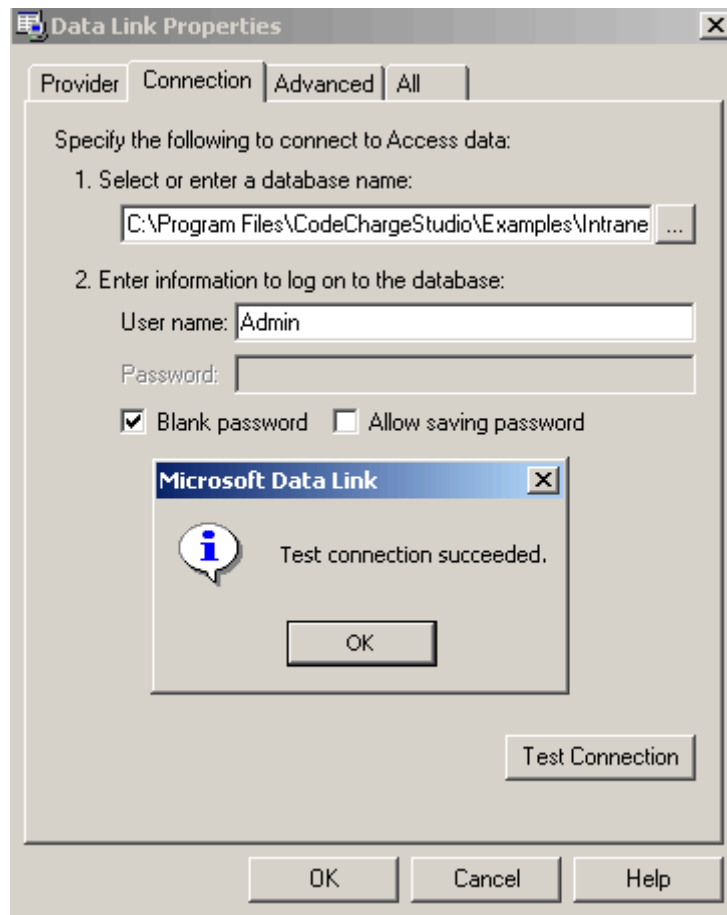 Data Link Properties
Provider Connection Advanced All
Specify the following to connect to Access data:
1. Select or enter a database name:
C:\Program Files\CodeChargeStudio\Examples\Intrane ...
2. Enter information to log on to the database:
User name: Admin
Password:
Blank password Allow saving password
Microsoft Data Link
Test connection succeeded.
OK
Test Connection
OK Cancel Help